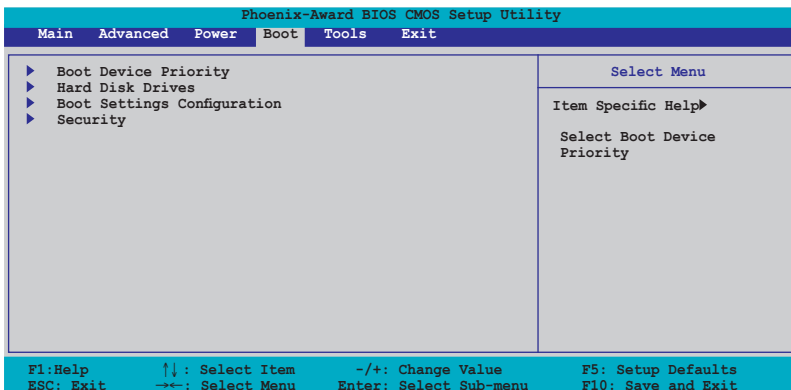 Phoenix-Award BIOS CMOS Setup Utility
Main Advanced Power Boot Tools Exit
Boot Device Priority
Hard Disk Drives
Boot Settings Configuration
Security
Select Menu
Item Specific Help
Select Boot Device
Priority
F1:Help ↑↓ : Select Item -/+: Change Value F5: Setup Defaults
ESC: Exit →←: Select Menu Enter: Select Sub-menu F10: Save and Exit